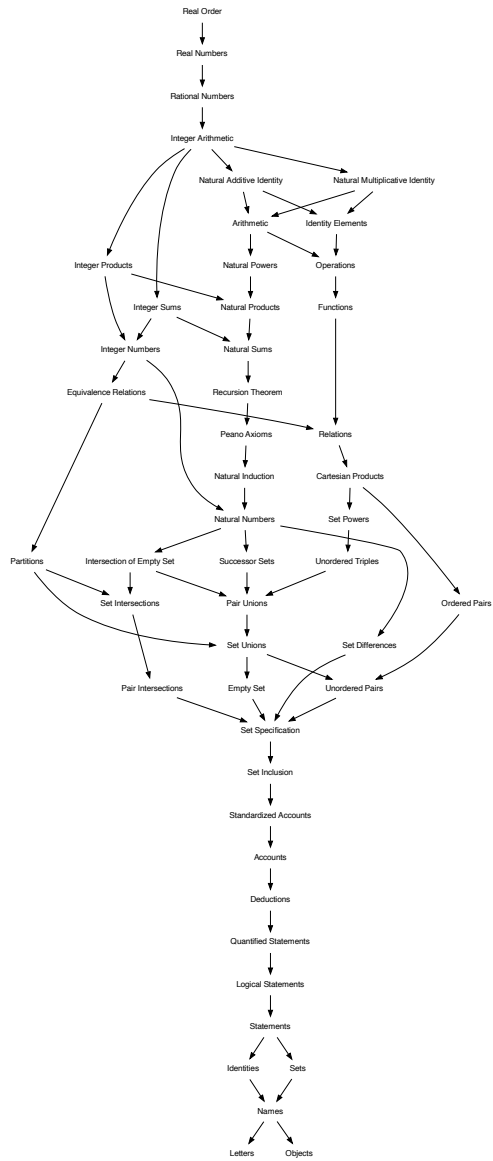 Real Order
Real Numbers
Rational Numbers
Integer Arithmetic
Natural Additive Identity
Natural Multiplicative Identity
Arithmetic
Identity Elements
Integer Products
Natural Powers
Operations
Integer Sums
Natural Products
Functions
Integer Numbers
Natural Sums
Equivalence Relations
Recursion Theorem
Peano Axioms
Relations
Natural Induction
Cartesian Products
Natural Numbers
Set Powers
Partitions
Intersection of Empty Set
Successor Sets
Unordered Triples
Set Intersections
Pair Unions
Ordered Pairs
Set Unions
Set Differences
Pair Intersections
Empty Set
Unordered Pairs
Set Specification
Set Inclusion
Standardized Accounts
Accounts
Deductions
Quantified Statements
Logical Statements
Statements
Identities
Sets
Names
Letters
Objects